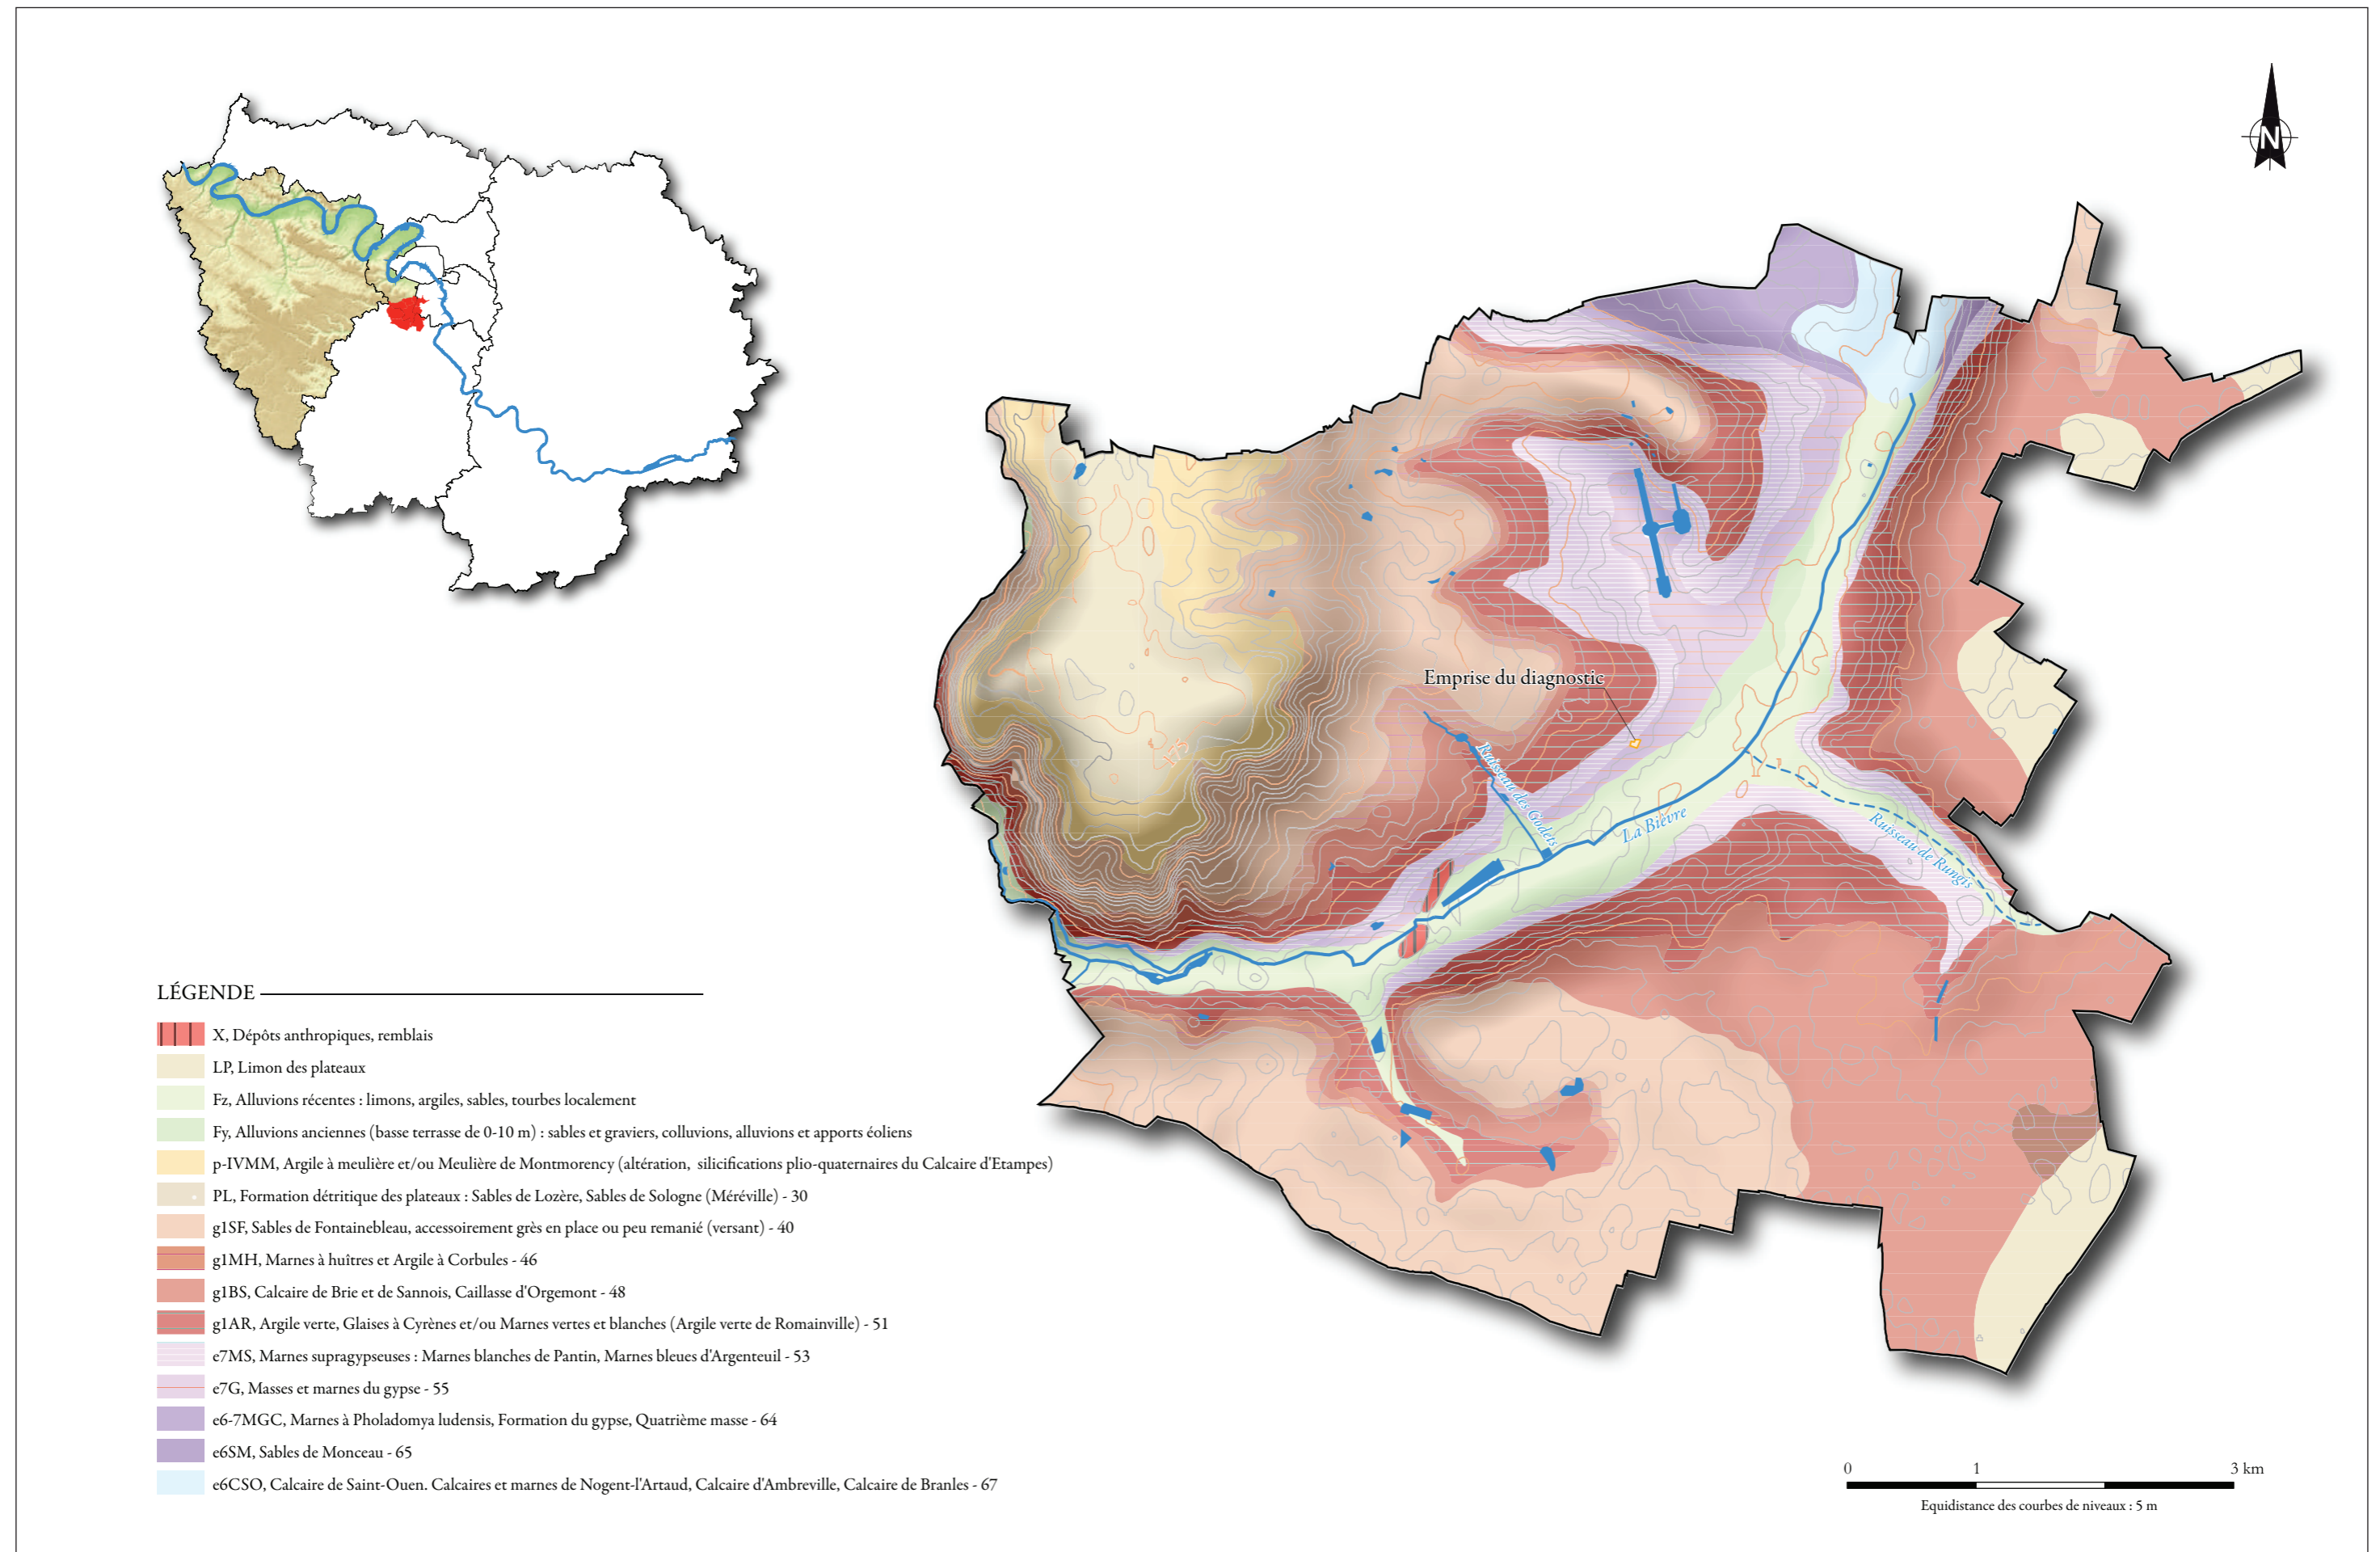 N
Emprise du diagnostic
175
Ruisseau des Godets
La Bièvre
Ruisseau de Rungis
LÉGENDE
X, Dépôts anthropiques, remblais
LP, Limon des plateaux
Fz, Alluvions récentes : limons, argiles, sables, tourbes localement
Fy, Alluvions anciennes (basse terrasse de 0-10 m) : sables et graviers, colluvions, alluvions et apports éoliens
p-IVMM, Argile à meulière et/ou Meulière de Montmorency (altération, silicifications plio-quaternaires du Calcaire d'Etampes)
PL, Formation détritique des plateaux : Sables de Lozère, Sables de Sologne (Méréville) - 30
g1SF, Sables de Fontainebleau, accessoirement grès en place ou peu remanié (versant) - 40
g1MH, Marnes à huîtres et Argile à Corbules - 46
g1BS, Calcaire de Brie et de Sannois, Caillasse d'Orgemont - 48
g1AR, Argile verte, Glaises à Cyrènes et/ou Marnes vertes et blanches (Argile verte de Romainville) - 51
e7MS, Marnes supragypseuses : Marnes blanches de Pantin, Marnes bleues d'Argenteuil - 53
e7G, Masses et marnes du gypse - 55
e6-7MGC, Marnes à Pholadomya ludensis, Formation du gypse, Quatrième masse - 64
e6SM, Sables de Monceau - 65
e6CSO, Calcaire de Saint-Ouen. Calcaires et marnes de Nogent-l'Artaud, Calcaire d'Ambreville, Calcaire de Branles - 67
0 1 3 km
Equidistance des courbes de niveaux : 5 m